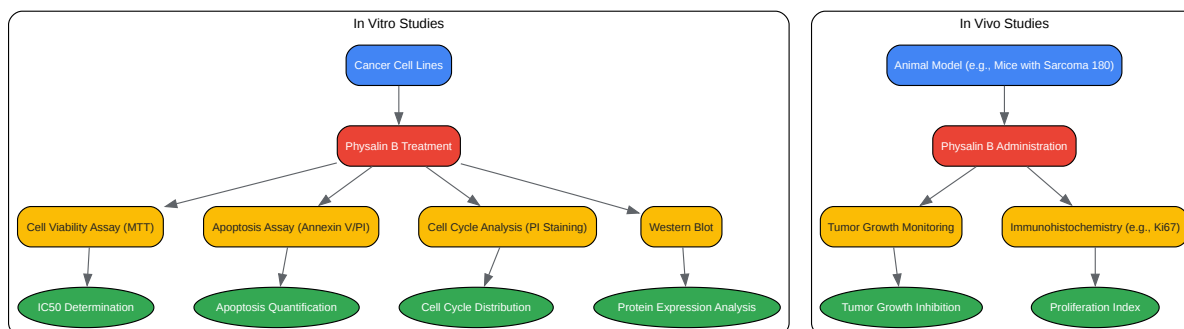 In Vitro Studies
Cancer Cell Lines
Physalin B Treatment
Cell Viability Assay (MTT)
Apoptosis Assay (Annexin V/PI)
Cell Cycle Analysis (PI Staining)
Western Blot
IC50 Determination
Apoptosis Quantification
Cell Cycle Distribution
Protein Expression Analysis
In Vivo Studies
Animal Model (e.g., Mice with Sarcoma 180)
Physalin B Administration
Tumor Growth Monitoring
Immunohistochemistry (e.g., Ki67)
Tumor Growth Inhibition
Proliferation Index